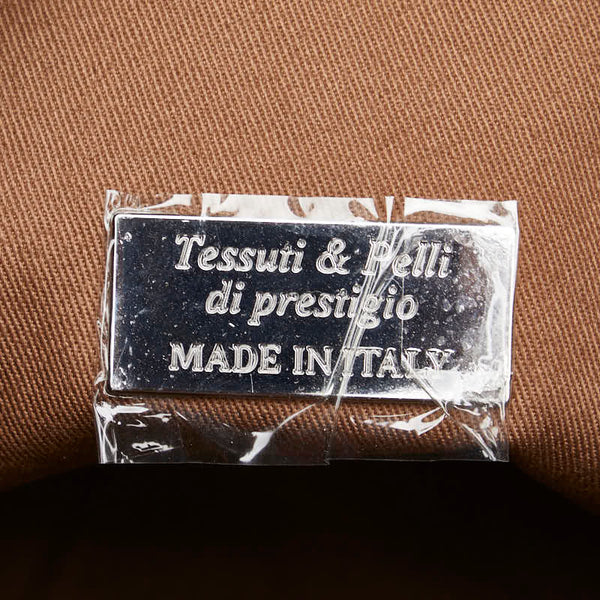 Tessuti & Pelli
di prestigio
MADE IN ITALY